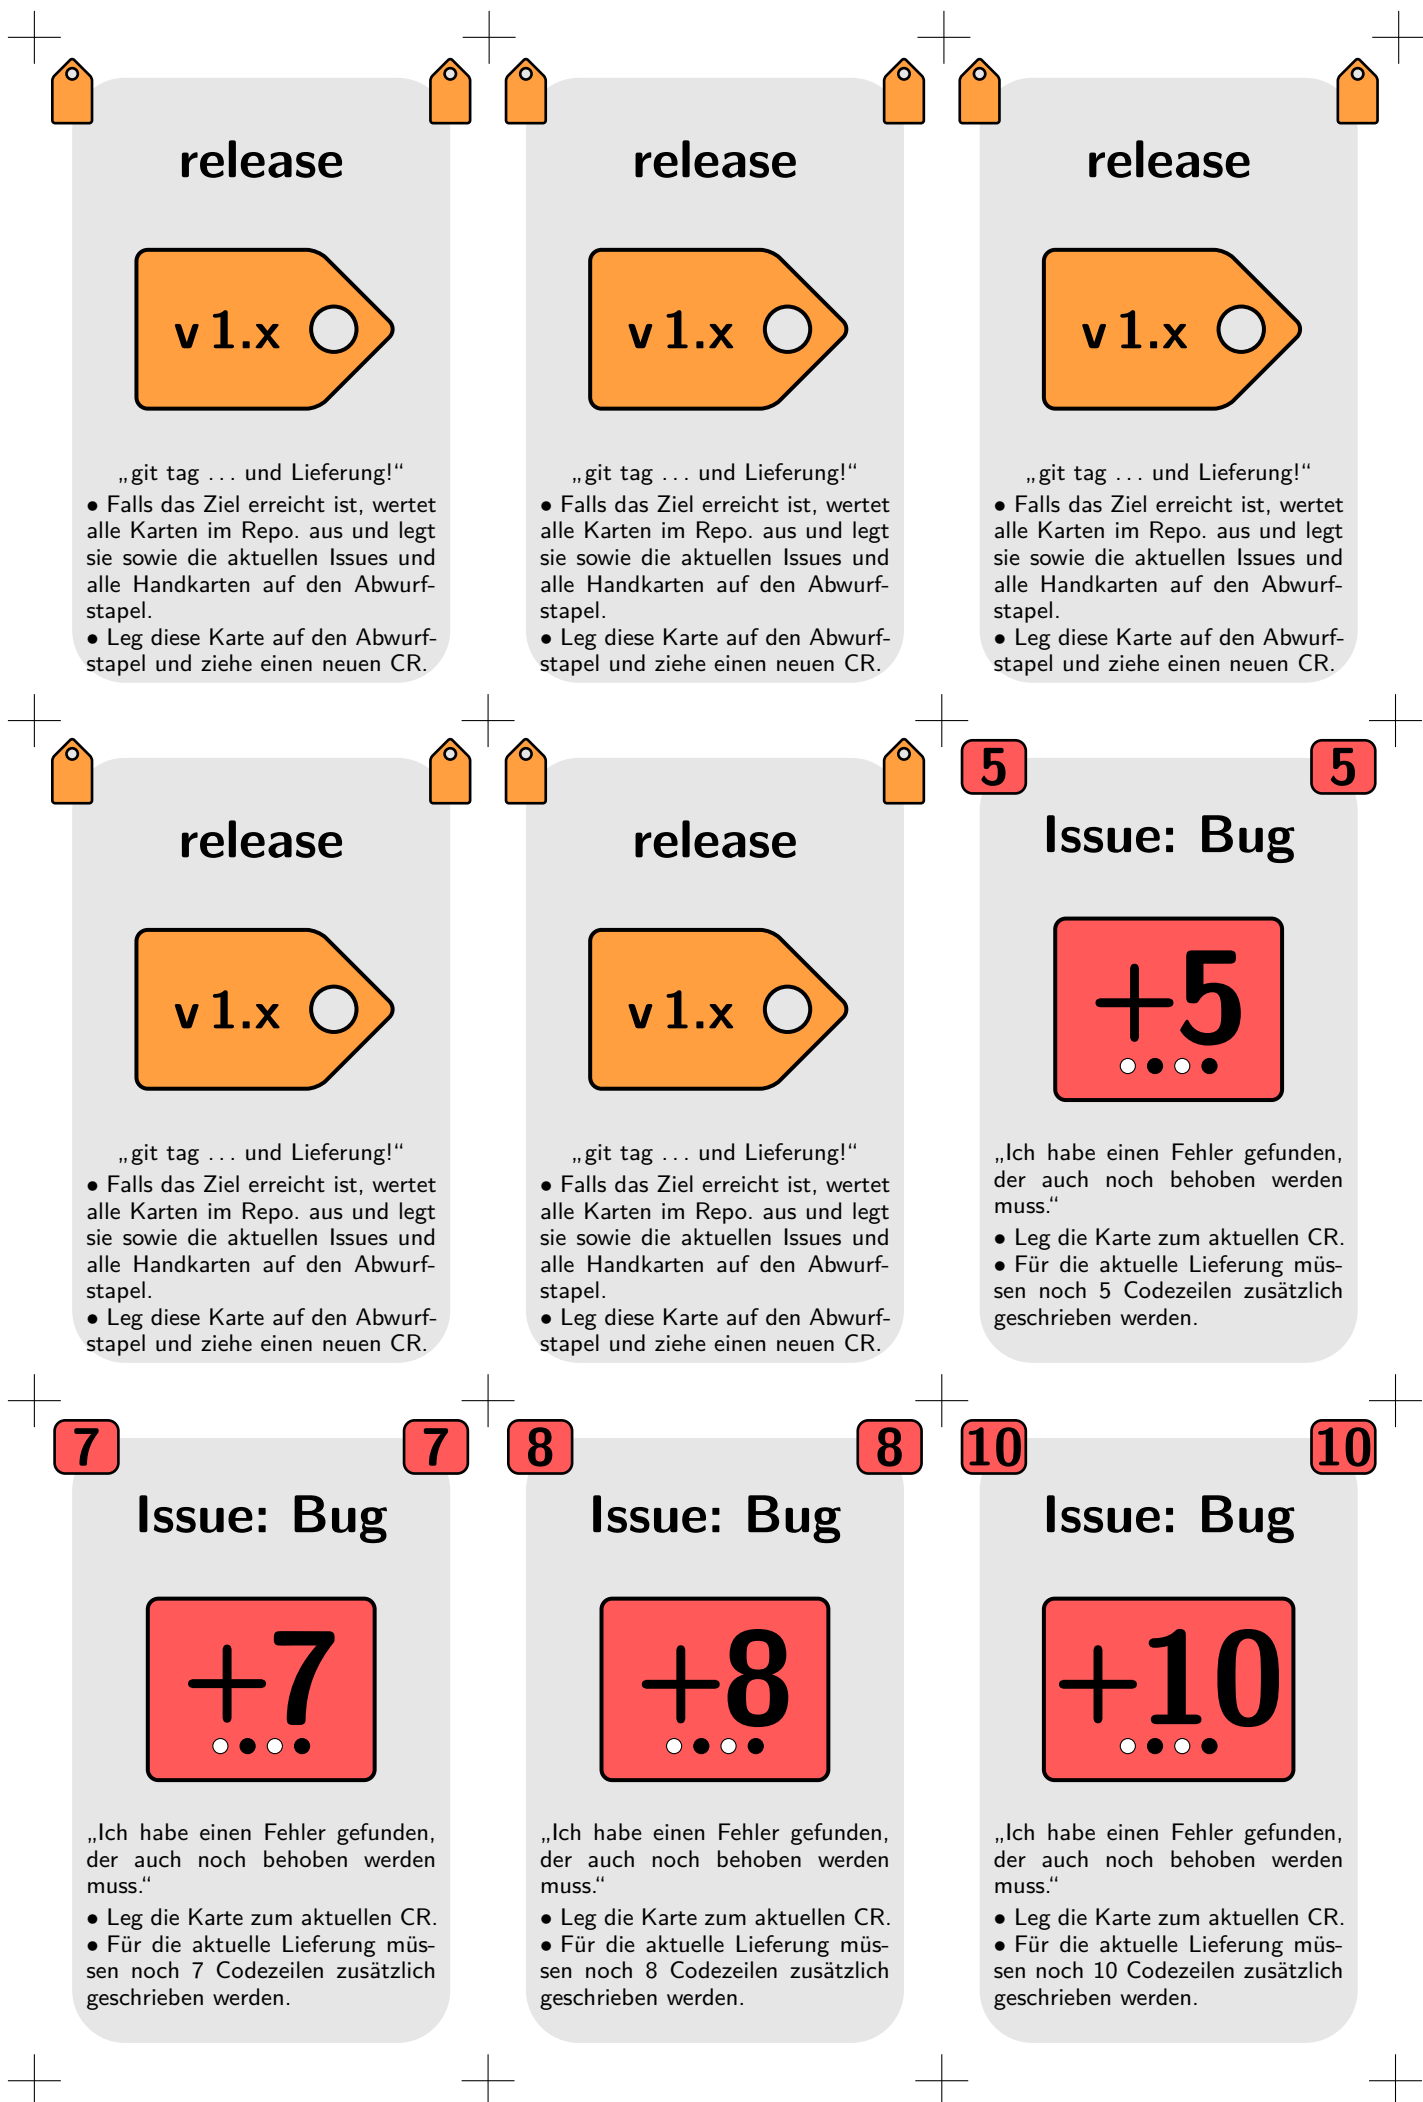 release
v 1.x
„git tag ... und Lieferung!“
• Falls das Ziel erreicht ist, wertet
alle Karten im Repo. aus und legt
sie sowie die aktuellen Issues und
alle Handkarten auf den Abwurf-
stapel.
• Leg diese Karte auf den Abwurf-
stapel und ziehe einen neuen CR.
release
v 1.x
„git tag ... und Lieferung!“
• Falls das Ziel erreicht ist, wertet
alle Karten im Repo. aus und legt
sie sowie die aktuellen Issues und
alle Handkarten auf den Abwurf-
stapel.
• Leg diese Karte auf den Abwurf-
stapel und ziehe einen neuen CR.
release
v 1.x
„git tag ... und Lieferung!“
• Falls das Ziel erreicht ist, wertet
alle Karten im Repo. aus und legt
sie sowie die aktuellen Issues und
alle Handkarten auf den Abwurf-
stapel.
• Leg diese Karte auf den Abwurf-
stapel und ziehe einen neuen CR.
release
v 1.x
„git tag ... und Lieferung!“
• Falls das Ziel erreicht ist, wertet
alle Karten im Repo. aus und legt
sie sowie die aktuellen Issues und
alle Handkarten auf den Abwurf-
stapel.
• Leg diese Karte auf den Abwurf-
stapel und ziehe einen neuen CR.
release
v 1.x
„git tag ... und Lieferung!“
• Falls das Ziel erreicht ist, wertet
alle Karten im Repo. aus und legt
sie sowie die aktuellen Issues und
alle Handkarten auf den Abwurf-
stapel.
• Leg diese Karte auf den Abwurf-
stapel und ziehe einen neuen CR.
5 5
Issue: Bug
+5
„Ich habe einen Fehler gefunden,
der auch noch behoben werden
muss.“
• Leg die Karte zum aktuellen CR.
• Für die aktuelle Lieferung müs-
sen noch 5 Codezeilen zusätzlich
geschrieben werden.
7 7
Issue: Bug
+7
„Ich habe einen Fehler gefunden,
der auch noch behoben werden
muss.“
• Leg die Karte zum aktuellen CR.
• Für die aktuelle Lieferung müs-
sen noch 7 Codezeilen zusätzlich
geschrieben werden.
8 8
Issue: Bug
+8
„Ich habe einen Fehler gefunden,
der auch noch behoben werden
muss.“
• Leg die Karte zum aktuellen CR.
• Für die aktuelle Lieferung müs-
sen noch 8 Codezeilen zusätzlich
geschrieben werden.
10 10
Issue: Bug
+10
„Ich habe einen Fehler gefunden,
der auch noch behoben werden
muss.“
• Leg die Karte zum aktuellen CR.
• Für die aktuelle Lieferung müs-
sen noch 10 Codezeilen zusätzlich
geschrieben werden.